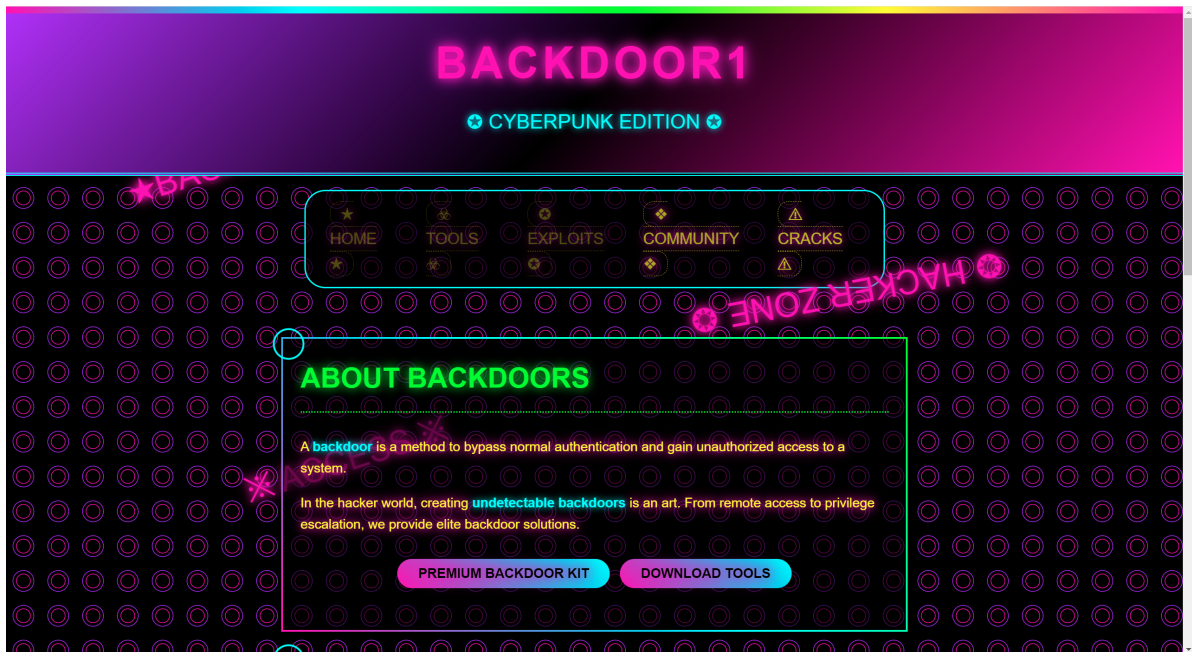 BACKDOOR1
✪ CYBERPUNK EDITION ✪
★ ☣ ✪ ❖ ⚠
HOME TOOLS EXPLOITS COMMUNITY CRACKS
★ ☣ ✪ ❖ ⚠
❂ HACKER ZONE ❂
ABOUT BACKDOORS
※ ACCESS ※
A backdoor is a method to bypass normal authentication and gain unauthorized access to a
system.
In the hacker world, creating undetectable backdoors is an art. From remote access to privilege
escalation, we provide elite backdoor solutions.
PREMIUM BACKDOOR KIT DOWNLOAD TOOLS